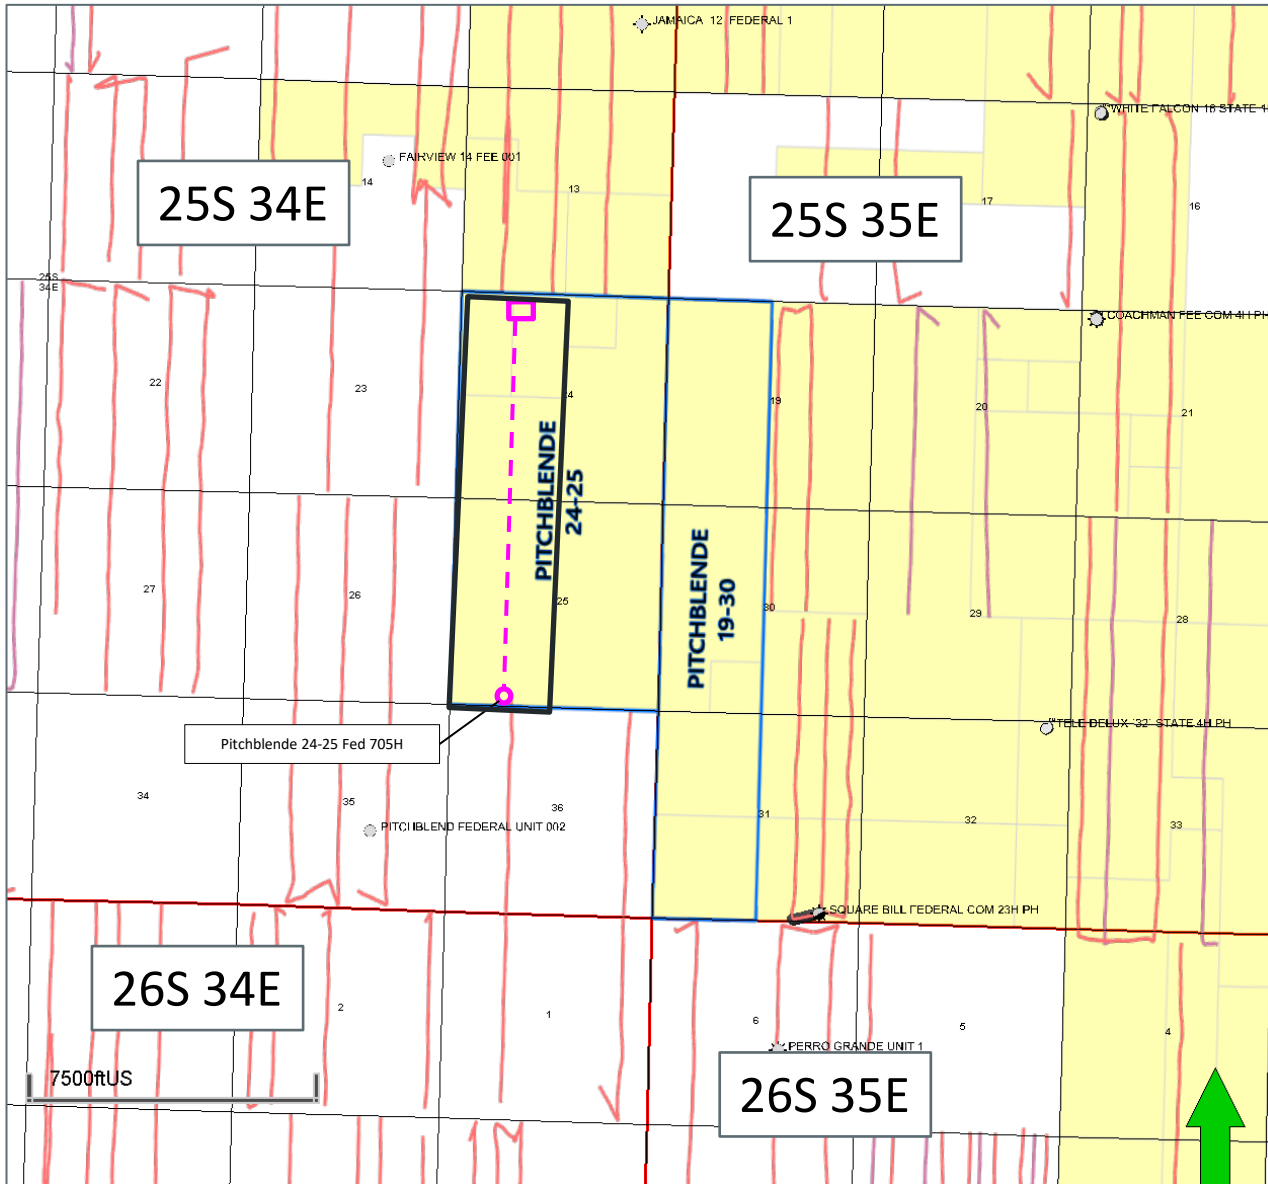 JAMAICA 12 FEDERAL 1
"WHITE FALCON 16 STATE 1
FAIRVIEW 14 FEE 001
14
13
17
16
25S 34E
25S 35E
25S
34E
COACHMAN FEE COM 4H PH
22
23
24
19
20
21
PITCHBLENDE
24-25
PITCHBLENDE
19-30
27
26
25
30
29
28
Pitchblende 24-25 Fed 705H
"TELE DELUX '32' STATE 4H PH
34
35
36
31
32
33
PITCHBLEND FEDERAL UNIT 002
SQUARE BILL FEDERAL COM 23H PH
26S 34E
2
1
6
5
4
PERRO GRANDE UNIT 1
7500ftUS
26S 35E